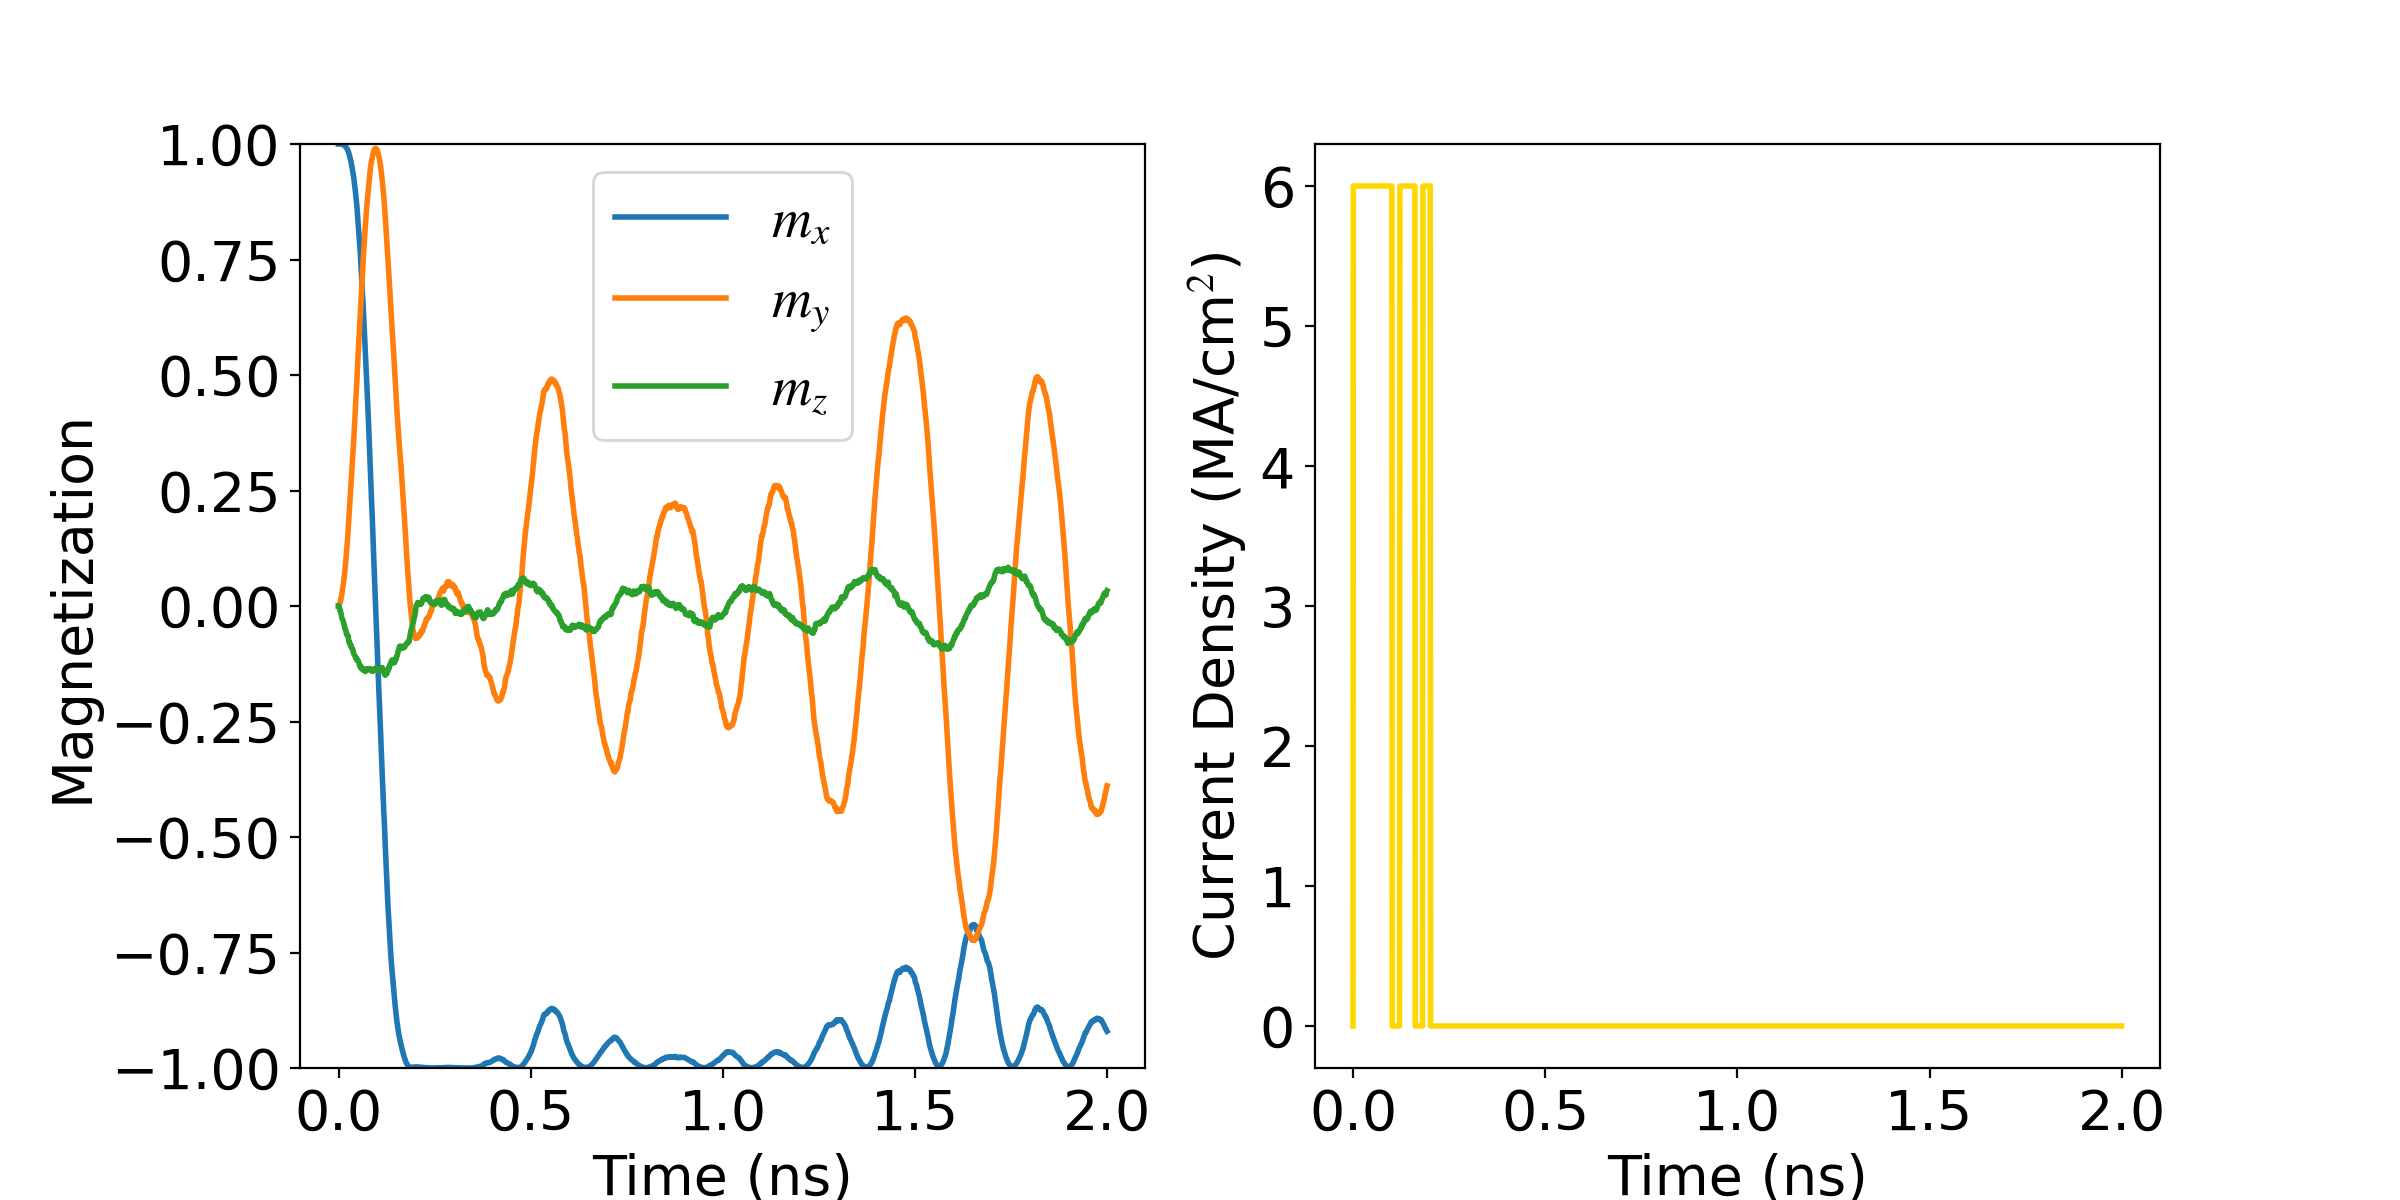 1.00
0.75
0.50
0.25
0.00
−0.25
−0.50
−0.75
−1.00
Magnetization
0.0 0.5 1.0 1.5 2.0
Time (ns)
m_x
m_y
m_z
6
5
4
3
2
1
0
Current Density (MA/cm²)
0.0 0.5 1.0 1.5 2.0
Time (ns)